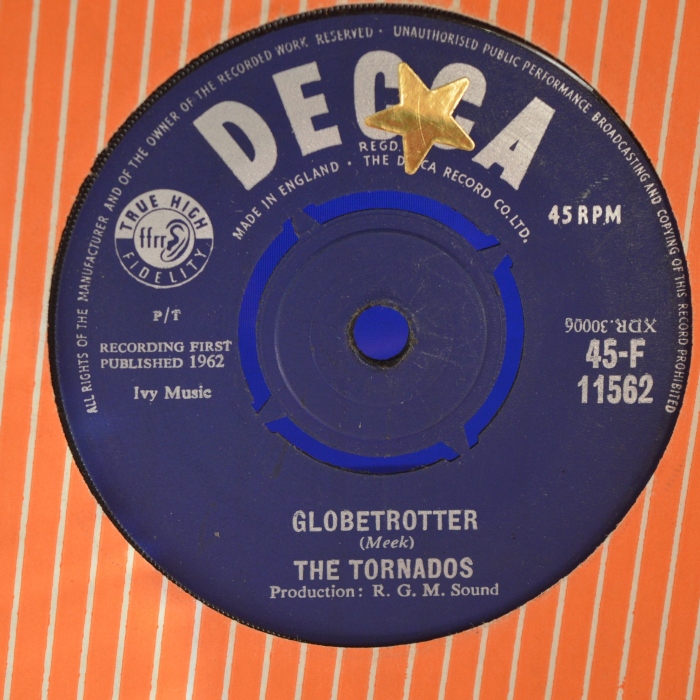 ALL RIGHTS OF THE MANUFACTURER AND OF THE OWNER OF THE RECORDED WORK RESERVED · UNAUTHORISED PUBLIC PERFORMANCE BROADCASTING AND COPYING OF THIS RECORD PROHIBITED
DECCA
REGD.
MADE IN ENGLAND · THE DECCA RECORD CO. LTD.
TRUE HIGH
ffrr
FIDELITY
45 RPM
P/T
RECORDING FIRST
PUBLISHED 1962
Ivy Music
XDR.30006
45-F
11562
GLOBETROTTER
(Meek)
THE TORNADOS
Production: R. G. M. Sound